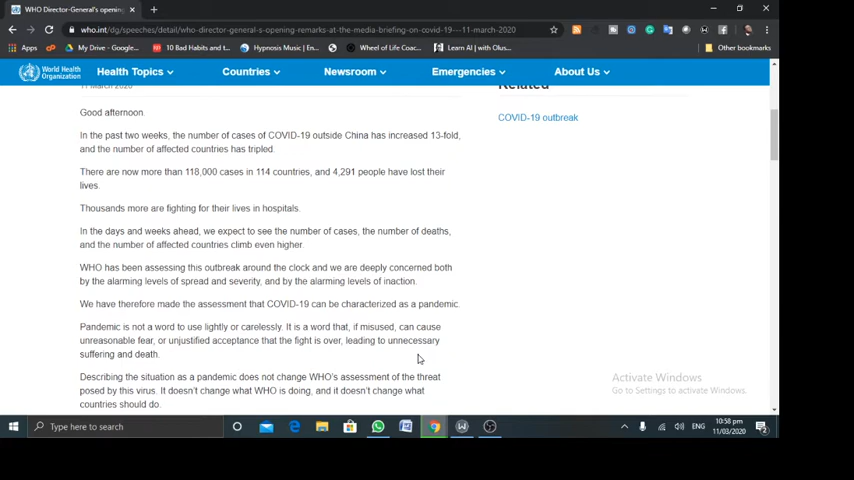 WHO Director-General's opening
who.int/dg/speeches/detail/who-director-general-s-opening-remarks-at-the-media-briefing-on-covid-19---11-march-2020
Apps My Drive - Google... 10 Bad Habits and t... Hypnosis Music | En... Wheel of Life Coac... Learn AI | with Olus... Other bookmarks
World Health
Organization
Health Topics Countries Newsroom Emergencies About Us
11 March 2020
Related
Good afternoon.
COVID-19 outbreak
In the past two weeks, the number of cases of COVID-19 outside China has increased 13-fold,
and the number of affected countries has tripled.
There are now more than 118,000 cases in 114 countries, and 4,291 people have lost their
lives.
Thousands more are fighting for their lives in hospitals.
In the days and weeks ahead, we expect to see the number of cases, the number of deaths,
and the number of affected countries climb even higher.
WHO has been assessing this outbreak around the clock and we are deeply concerned both
by the alarming levels of spread and severity, and by the alarming levels of inaction.
We have therefore made the assessment that COVID-19 can be characterized as a pandemic.
Pandemic is not a word to use lightly or carelessly. It is a word that, if misused, can cause
unreasonable fear, or unjustified acceptance that the fight is over, leading to unnecessary
suffering and death.
Describing the situation as a pandemic does not change WHO's assessment of the threat
posed by this virus. It doesn't change what WHO is doing, and it doesn't change what
countries should do.
Activate Windows
Go to Settings to activate Windows.
Type here to search
ENG
10:58 pm
11/03/2020
2